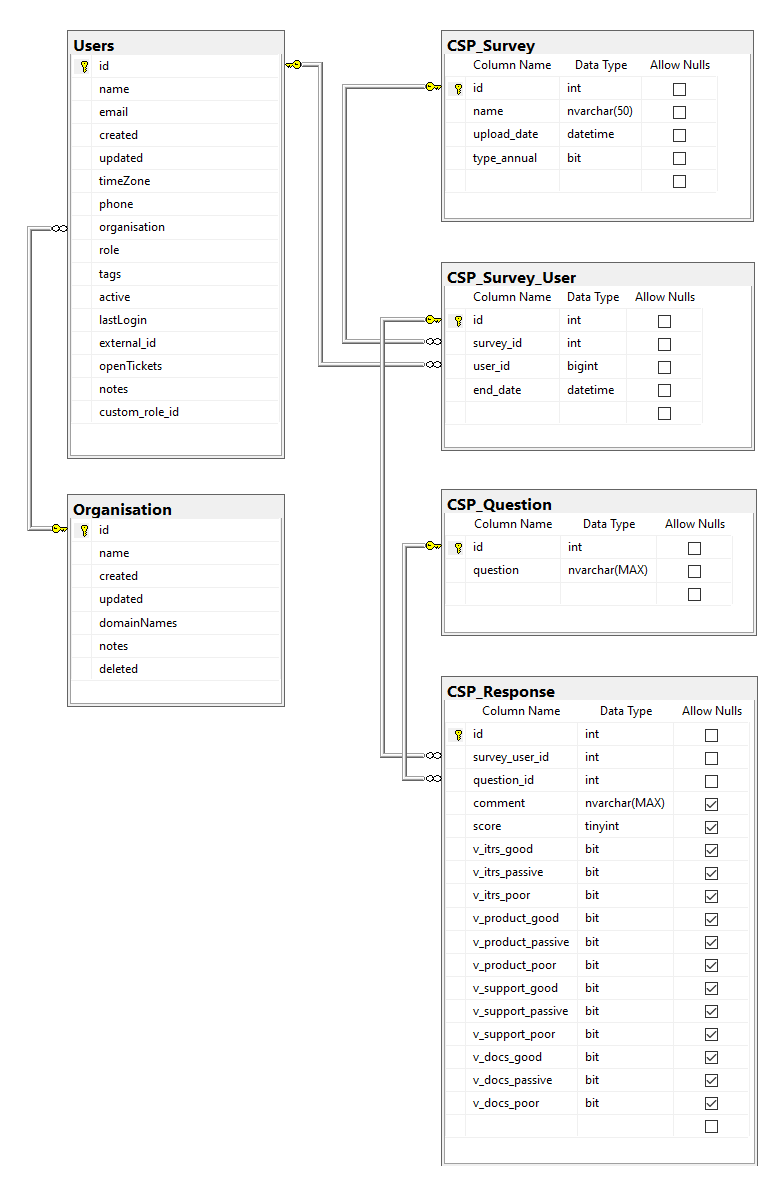 Users
id
name
email
created
updated
timeZone
phone
organisation
role
tags
active
lastLogin
external_id
openTickets
notes
custom_role_id
Organisation
id
name
created
updated
domainNames
notes
deleted
CSP_Survey
Column Name Data Type Allow Nulls
id int
name nvarchar(50)
upload_date datetime
type_annual bit
CSP_Survey_User
Column Name Data Type Allow Nulls
id int
survey_id int
user_id bigint
end_date datetime
CSP_Question
Column Name Data Type Allow Nulls
id int
question nvarchar(MAX)
CSP_Response
Column Name Data Type Allow Nulls
id int
survey_user_id int
question_id int
comment nvarchar(MAX)
score tinyint
v_itrs_good bit
v_itrs_passive bit
v_itrs_poor bit
v_product_good bit
v_product_passive bit
v_product_poor bit
v_support_good bit
v_support_passive bit
v_support_poor bit
v_docs_good bit
v_docs_passive bit
v_docs_poor bit